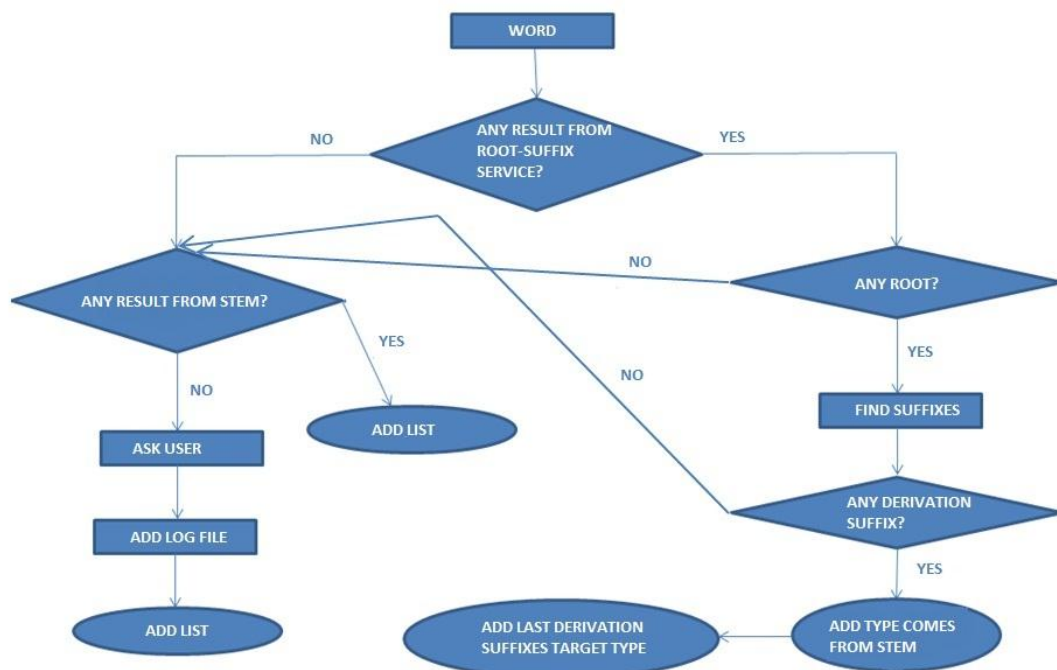 WORD
ANY RESULT FROM
ROOT-SUFFIX
SERVICE?
NO
YES
ANY RESULT FROM STEM?
NO
ANY ROOT?
YES
YES
NO
NO
FIND SUFFIXES
ADD LIST
ASK USER
ANY DERIVATION
SUFFIX?
ADD LOG FILE
YES
ADD LIST
ADD LAST DERIVATION
SUFFIXES TARGET TYPE
ADD TYPE COMES
FROM STEM